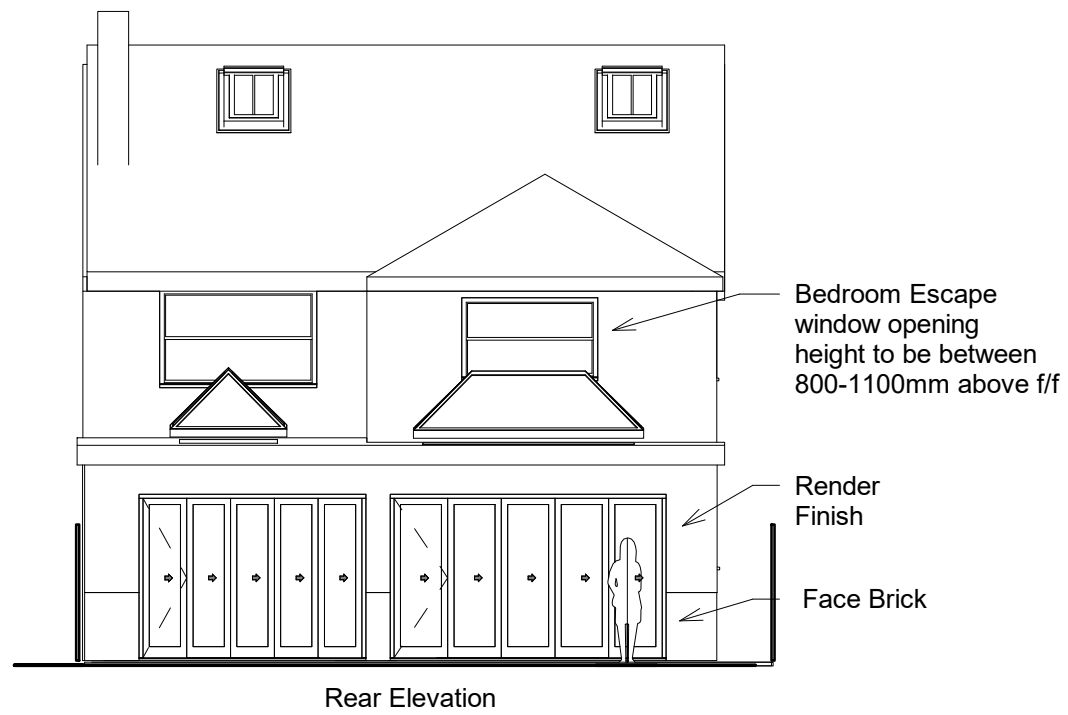 Bedroom Escape
window opening
height to be between
800-1100mm above f/f
Render
Finish
Face Brick
Rear Elevation